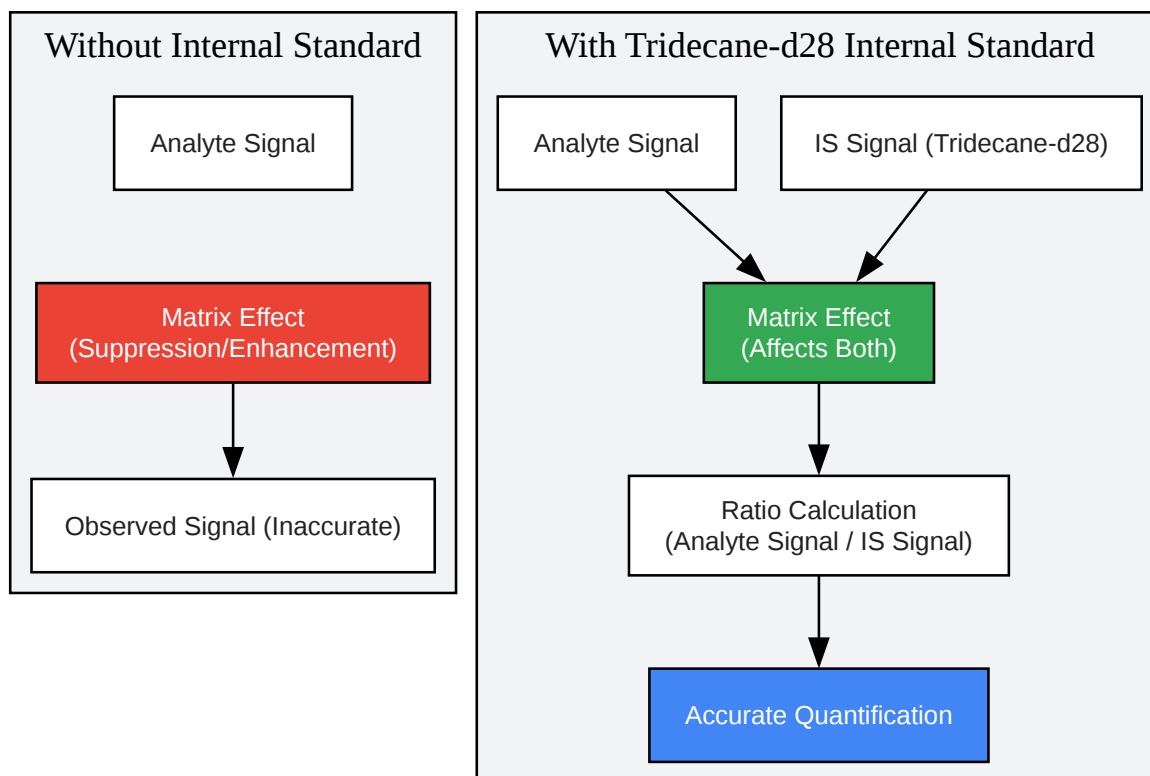 Without Internal Standard
Analyte Signal
Matrix Effect
(Suppression/Enhancement)
Observed Signal (Inaccurate)
With Tridecane-d28 Internal Standard
Analyte Signal
IS Signal (Tridecane-d28)
Matrix Effect
(Affects Both)
Ratio Calculation
(Analyte Signal / IS Signal)
Accurate Quantification